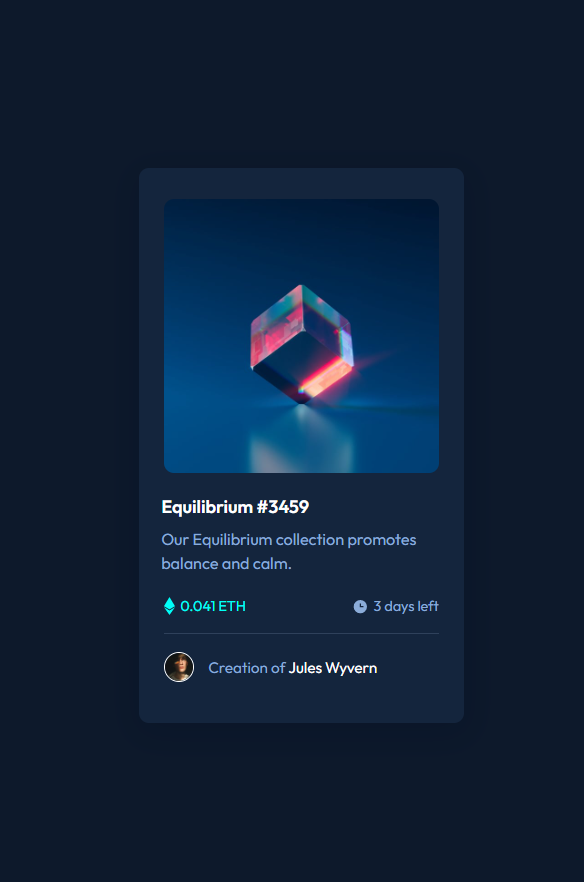 Equilibrium #3459
Our Equilibrium collection promotes
balance and calm.
0.041 ETH
3 days left
Creation of Jules Wyvern